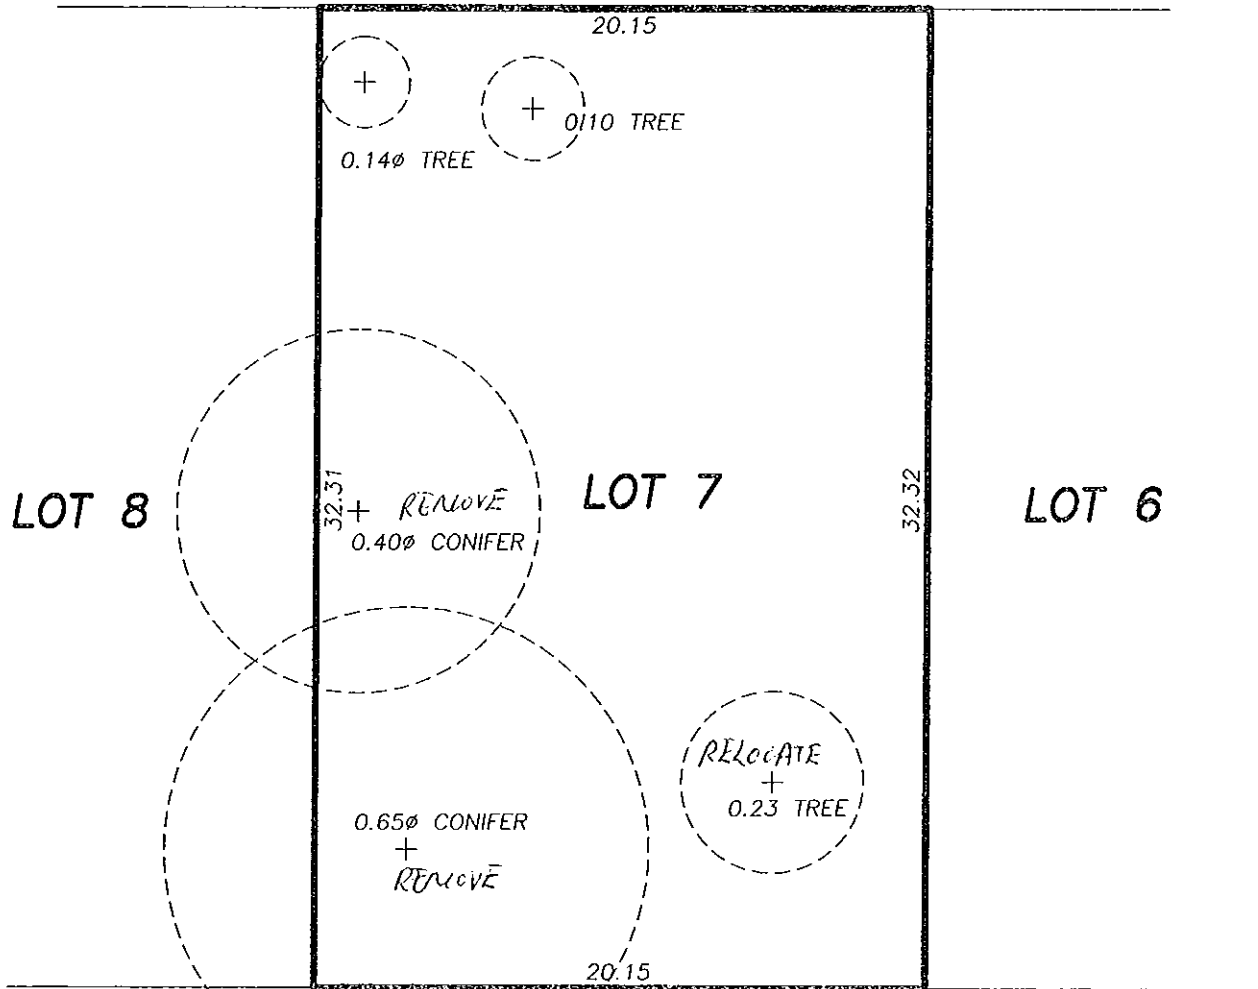 20.15
0/10 TREE
0.14ø TREE
LOT 8
32.31
REMOVE
0.40ø CONIFER
LOT 7
32.32
LOT 6
RELOCATE
0.23 TREE
0.65ø CONIFER
REMOVE
20.15